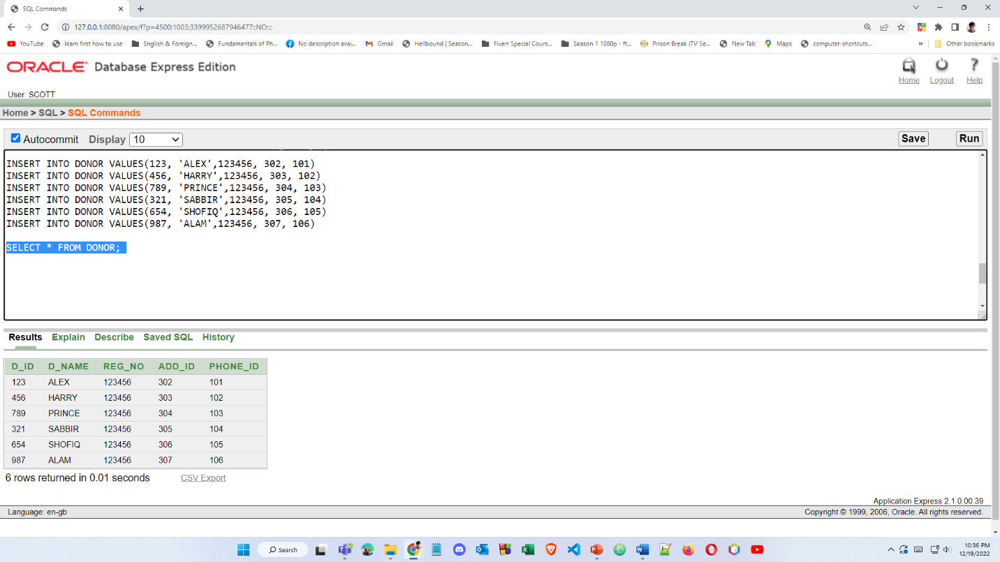 SQL Commands
127.0.0.1:8080/apex/f?p=4500:1003:3399952687946477::NO:::
YouTube learn first how to use English & Foreign... Fundamentals of Ph... No description avai... Gmail Hellbound | Season... Fiverr Special Cours... Season 1 1080p - ft... Prison Break (TV Se... New Tab Maps computer-shortcuts... » Other bookmarks
ORACLE Database Express Edition
Home Logout Help
User: SCOTT
Home > SQL > SQL Commands
Autocommit Display 10 Save Run
INSERT INTO DONOR VALUES(123, 'ALEX',123456, 302, 101)
INSERT INTO DONOR VALUES(456, 'HARRY',123456, 303, 102)
INSERT INTO DONOR VALUES(789, 'PRINCE',123456, 304, 103)
INSERT INTO DONOR VALUES(321, 'SABBIR',123456, 305, 104)
INSERT INTO DONOR VALUES(654, 'SHOFIQ',123456, 306, 105)
INSERT INTO DONOR VALUES(987, 'ALAM',123456, 307, 106)
SELECT * FROM DONOR;
Results Explain Describe Saved SQL History
D_ID D_NAME REG_NO ADD_ID PHONE_ID
123 ALEX 123456 302 101
456 HARRY 123456 303 102
789 PRINCE 123456 304 103
321 SABBIR 123456 305 104
654 SHOFIQ 123456 306 105
987 ALAM 123456 307 106
6 rows returned in 0.01 seconds CSV Export
Application Express 2.1.0.00.39
Language: en-gb Copyright © 1999, 2006, Oracle. All rights reserved.
Search
10:36 PM
12/19/2022